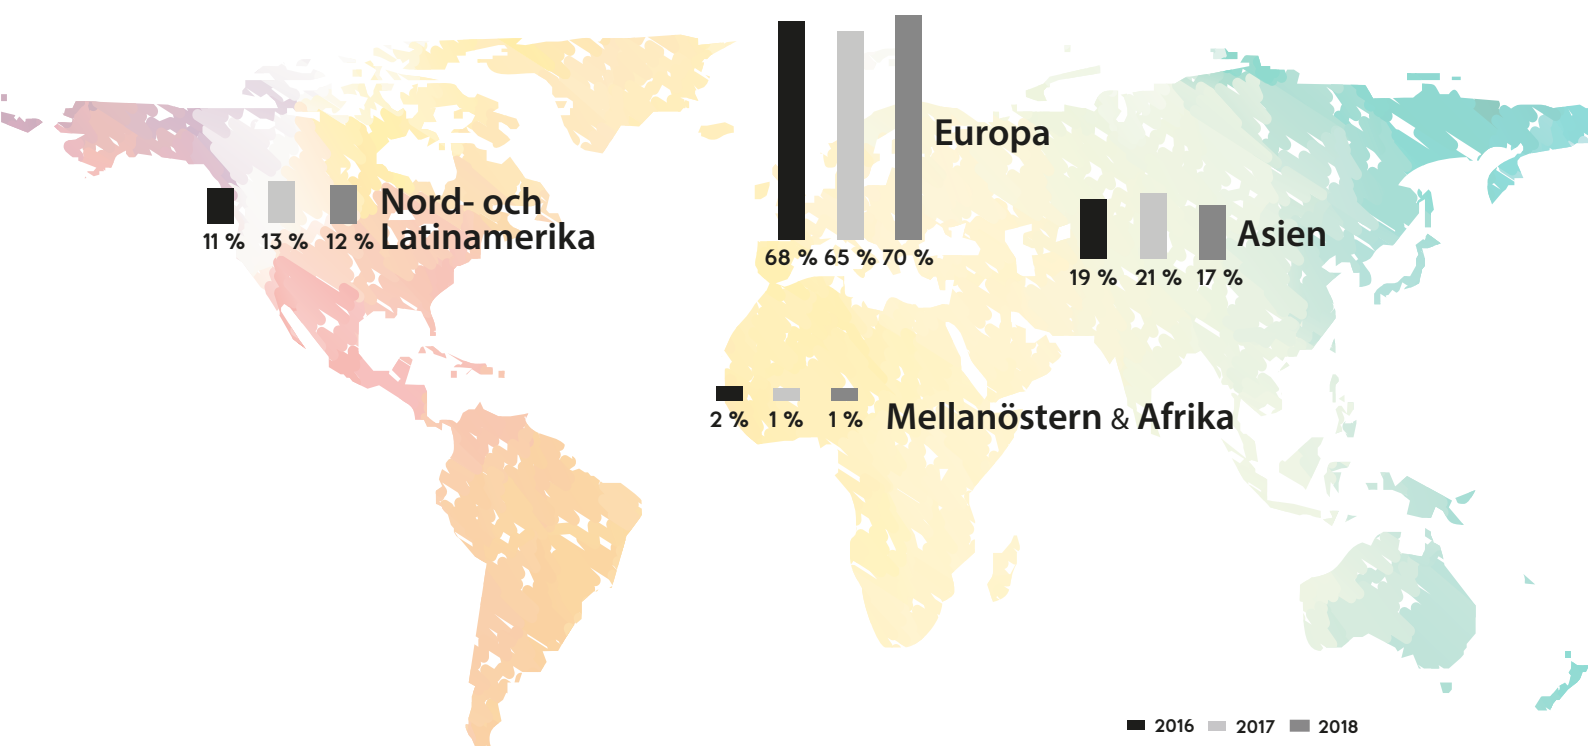 Europa
68 % 65 % 70 %
Nord- och
Latinamerika
11 % 13 % 12 %
Asien
19 % 21 % 17 %
Mellanöstern & Afrika
2 % 1 % 1 %
2016 2017 2018